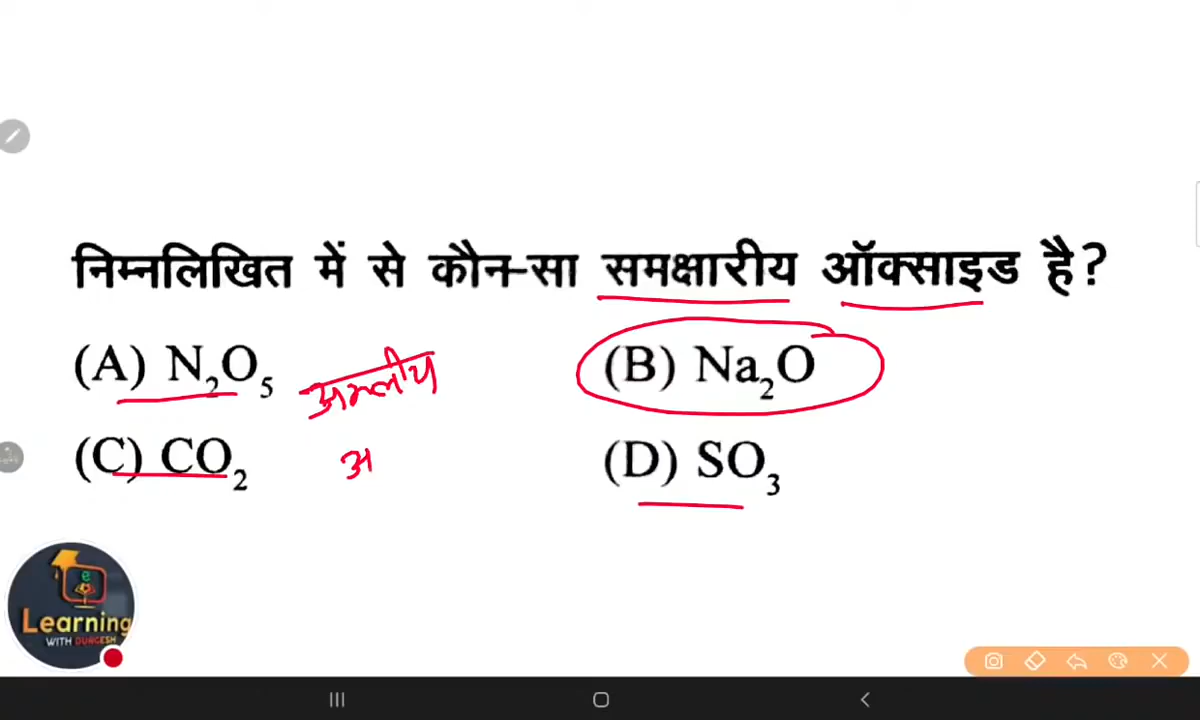 निम्नलिखित में से कौन-सा समक्षारीय ऑक्साइड है?
(A) N₂O₅ अम्लीय (B) Na₂O
(C) CO₂ अ (D) SO₃
e
Learning
WITH DURGESH